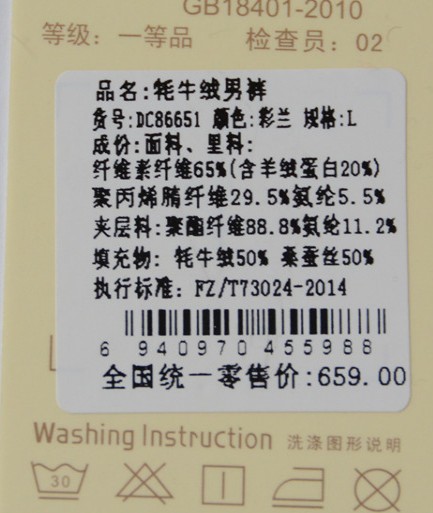 GB18401-2010
等级：一等品 检查员：02
品名:牦牛绒男裤
货号:DC86651 颜色:彩兰 规格:L
成份:面料、里料:
纤维素纤维65%(含羊绒蛋白20%)
聚丙烯腈纤维29.5%氨纶5.5%
夹层料:聚酯纤维88.8%氨纶11.2%
填充物: 牦牛绒50% 桑蚕丝50%
执行标准: FZ/T73024-2014
6 940970 455988
全国统一零售价:659.00
Washing Instruction 洗涤图形说明
30